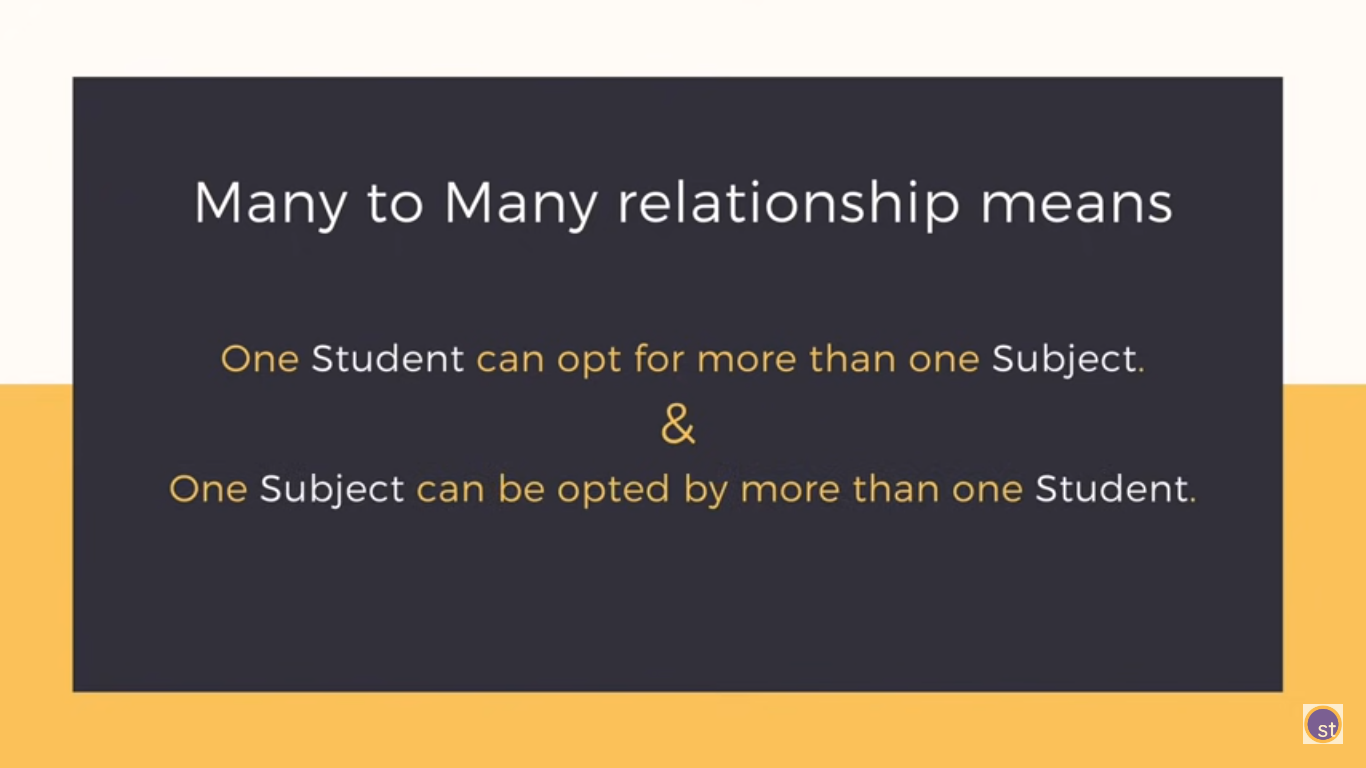 Many to Many relationship means
One Student can opt for more than one Subject.
&
One Subject can be opted by more than one Student.
st